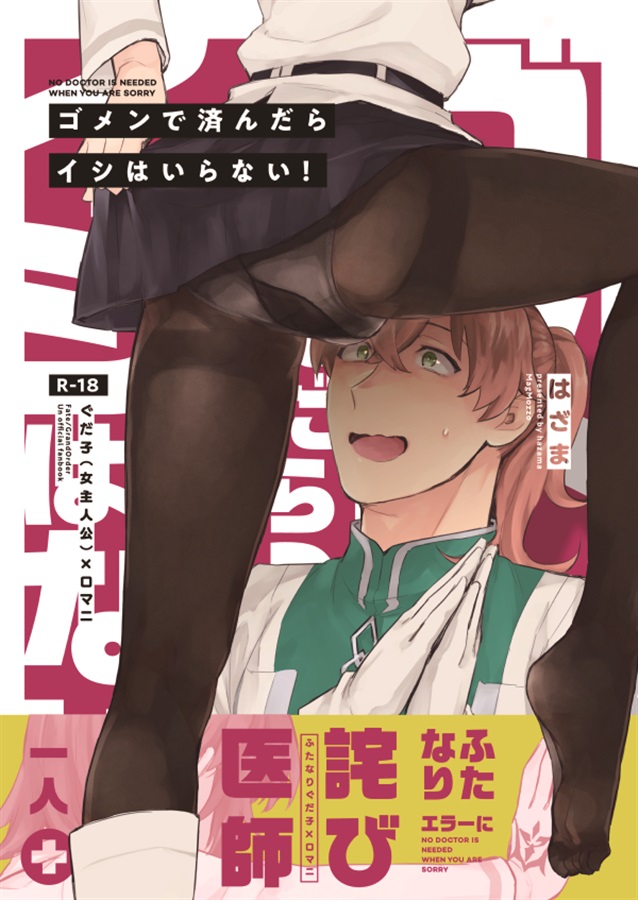 NO DOCTOR IS NEEDED
WHEN YOU ARE SORRY
ゴメンで済んだら
イシはいらない!
R-18
ぐだ子(女主人公)×ロマニ
Fate/GrandOrder
Un official fanbook
はざま
presented by hazama
MagMozzo
ふたなり
エラーに
NO DOCTOR IS
NEEDED
WHEN YOU ARE
SORRY
詫び
ふたなりぐだ子×ロマニ
医師
一人